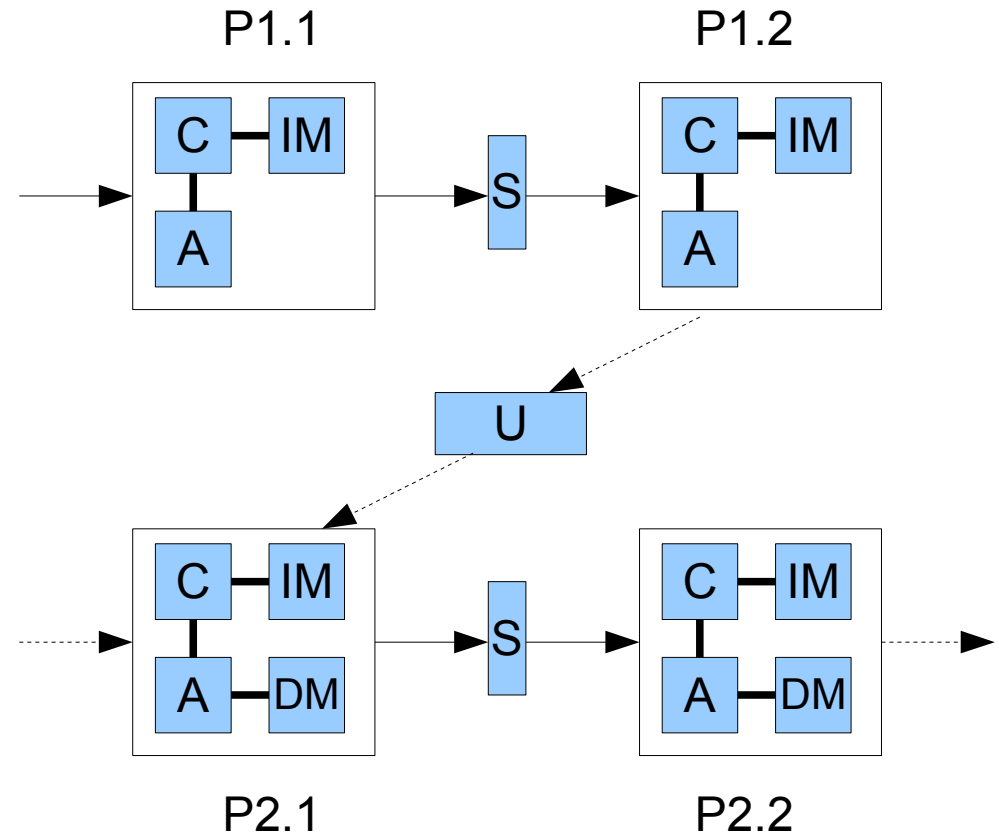 P1.1 P1.2
C IM C IM
S
A A
U
C IM C IM
S
A DM A DM
P2.1 P2.2